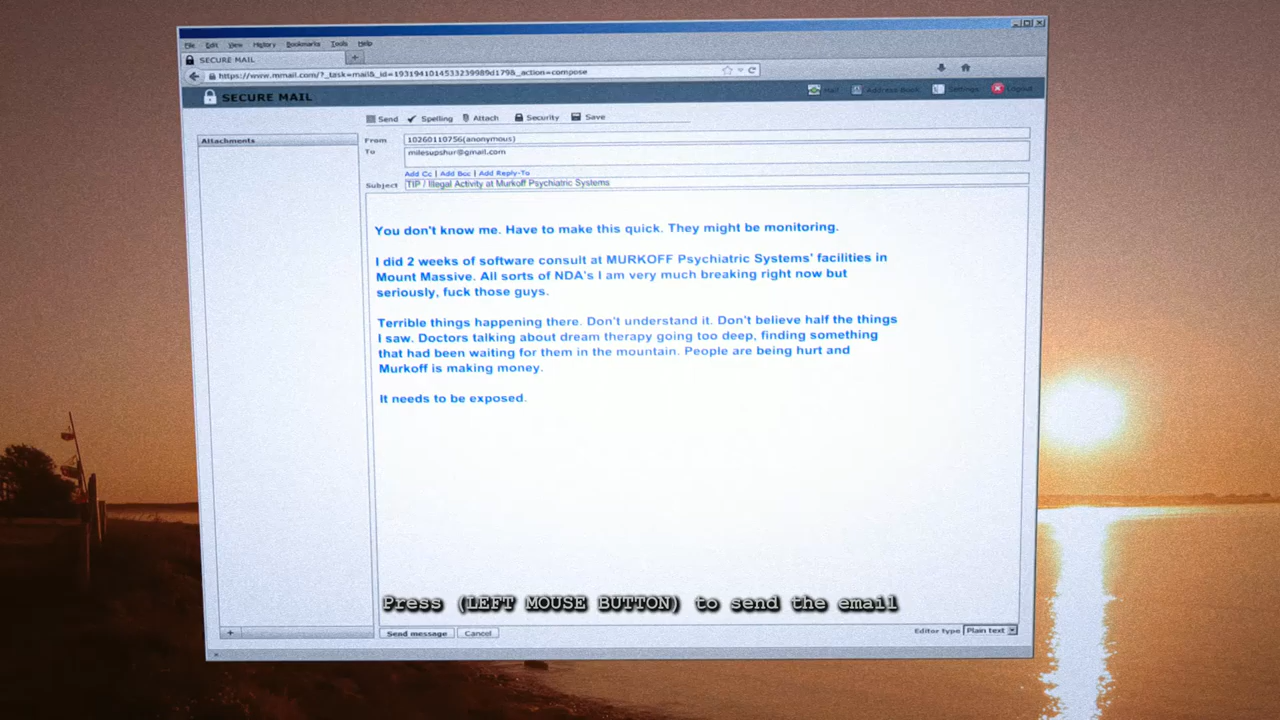 File Edit View History Bookmarks Tools Help
SECURE MAIL
+
https://www.mmail.com/?_task=mail&_id=1931941014533239989d179&_action=compose
SECURE MAIL
Mail Address Book Settings Logout
Send Spelling Attach Security Save
Attachments
From 10260110756(anonymous)
To milesupshur@gmail.com
Add Cc | Add Bcc | Add Reply-To
Subject TIP / Illegal Activity at Murkoff Psychiatric Systems
You don't know me. Have to make this quick. They might be monitoring.
I did 2 weeks of software consult at MURKOFF Psychiatric Systems' facilities in
Mount Massive. All sorts of NDA's I am very much breaking right now but
seriously, fuck those guys.
Terrible things happening there. Don't understand it. Don't believe half the things
I saw. Doctors talking about dream therapy going too deep, finding something
that had been waiting for them in the mountain. People are being hurt and
Murkoff is making money.
It needs to be exposed.
Press (LEFT MOUSE BUTTON) to send the email
+
Send message Cancel
Editor type Plain text